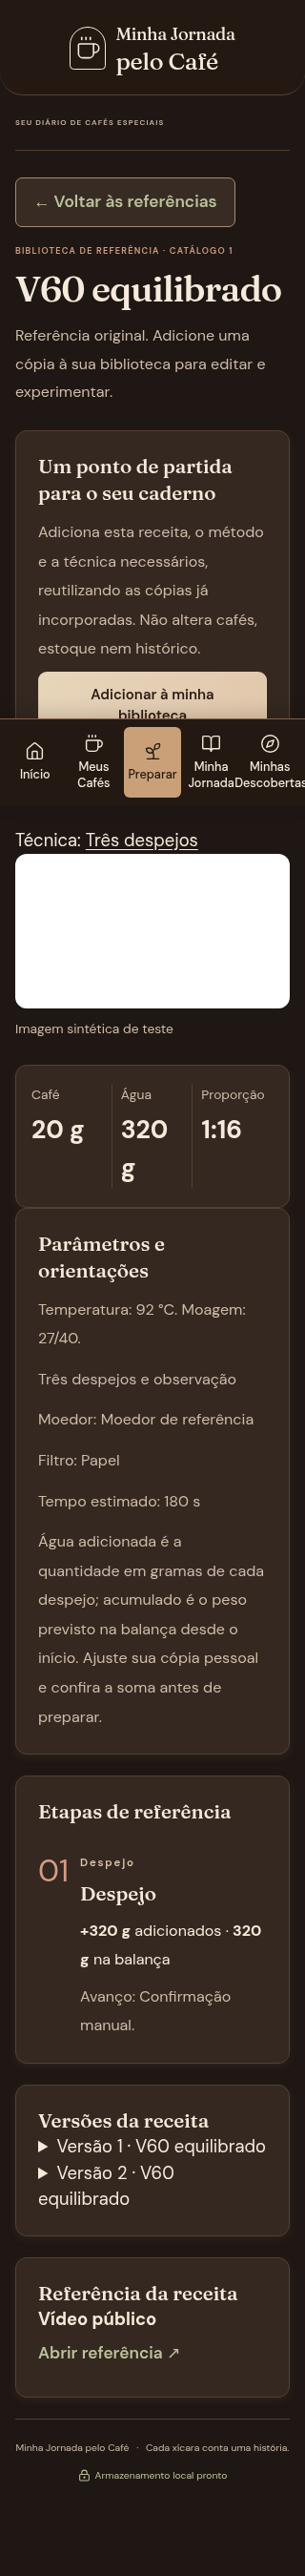 Minha Jornada
pelo Café
SEU DIÁRIO DE CAFÉS ESPECIAIS
← Voltar às referências
BIBLIOTECA DE REFERÊNCIA · CATÁLOGO 1
V60 equilibrado
Referência original. Adicione uma
cópia à sua biblioteca para editar e
experimentar.
Um ponto de partida
para o seu caderno
Adiciona esta receita, o método
e a técnica necessários,
reutilizando as cópias já
incorporadas. Não altera cafés,
estoque nem histórico.
Adicionar à minha
biblioteca
Início
Meus
Cafés
Preparar
Minha
Jornada
Minhas
Descobertas
Técnica: Três despejos
Imagem sintética de teste
Café
20 g
Água
320
g
Proporção
1:16
Parâmetros e
orientações
Temperatura: 92 °C. Moagem:
27/40.
Três despejos e observação
Moedor: Moedor de referência
Filtro: Papel
Tempo estimado: 180 s
Água adicionada é a
quantidade em gramas de cada
despejo; acumulado é o peso
previsto na balança desde o
início. Ajuste sua cópia pessoal
e confira a soma antes de
preparar.
Etapas de referência
01
Despejo
Despejo
+320 g adicionados · 320
g na balança
Avanço: Confirmação
manual.
Versões da receita
▶ Versão 1 · V60 equilibrado
▶ Versão 2 · V60
equilibrado
Referência da receita
Vídeo público
Abrir referência ↗
Minha Jornada pelo Café · Cada xícara conta uma história.
Armazenamento local pronto